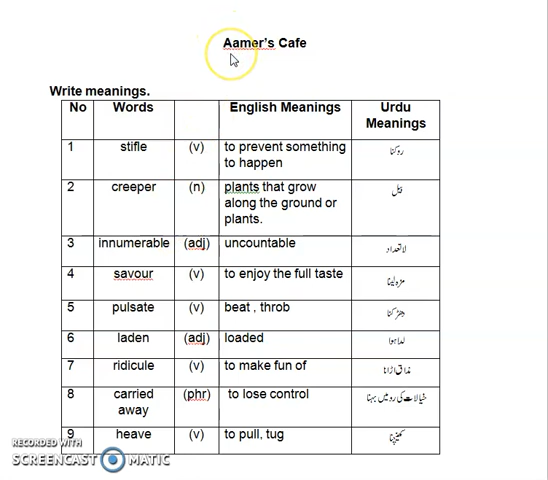 Aamer's Cafe
Write meanings.
No Words English Meanings Urdu Meanings
1 stifle (v) to prevent something to happen روکنا
2 creeper (n) plants that grow along the ground or plants. بیل
3 innumerable (adj) uncountable لاتعداد
4 savour (v) to enjoy the full taste مزہ لینا
5 pulsate (v) beat , throb دھڑکنا
6 laden (adj) loaded لدا ہوا
7 ridicule (v) to make fun of مذاق اڑانا
8 carried away (phr) to lose control خیالات کی رو میں بہنا
9 heave (v) to pull, tug کھینچنا
RECORDED WITH
SCREENCAST MATIC